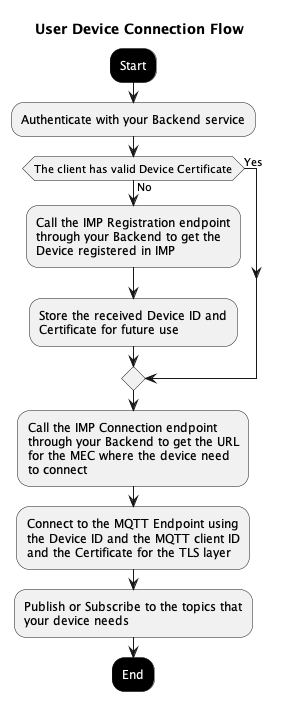 User Device Connection Flow
Start
Authenticate with your Backend service
The client has valid Device Certificate
Yes
No
Call the IMP Registration endpoint
through your Backend to get the
Device registered in IMP
Store the received Device ID and
Certificate for future use
Call the IMP Connection endpoint
through your Backend to get the URL
for the MEC where the device need
to connect
Connect to the MQTT Endpoint using
the Device ID and the MQTT client ID
and the Certificate for the TLS layer
Publish or Subscribe to the topics that
your device needs
End